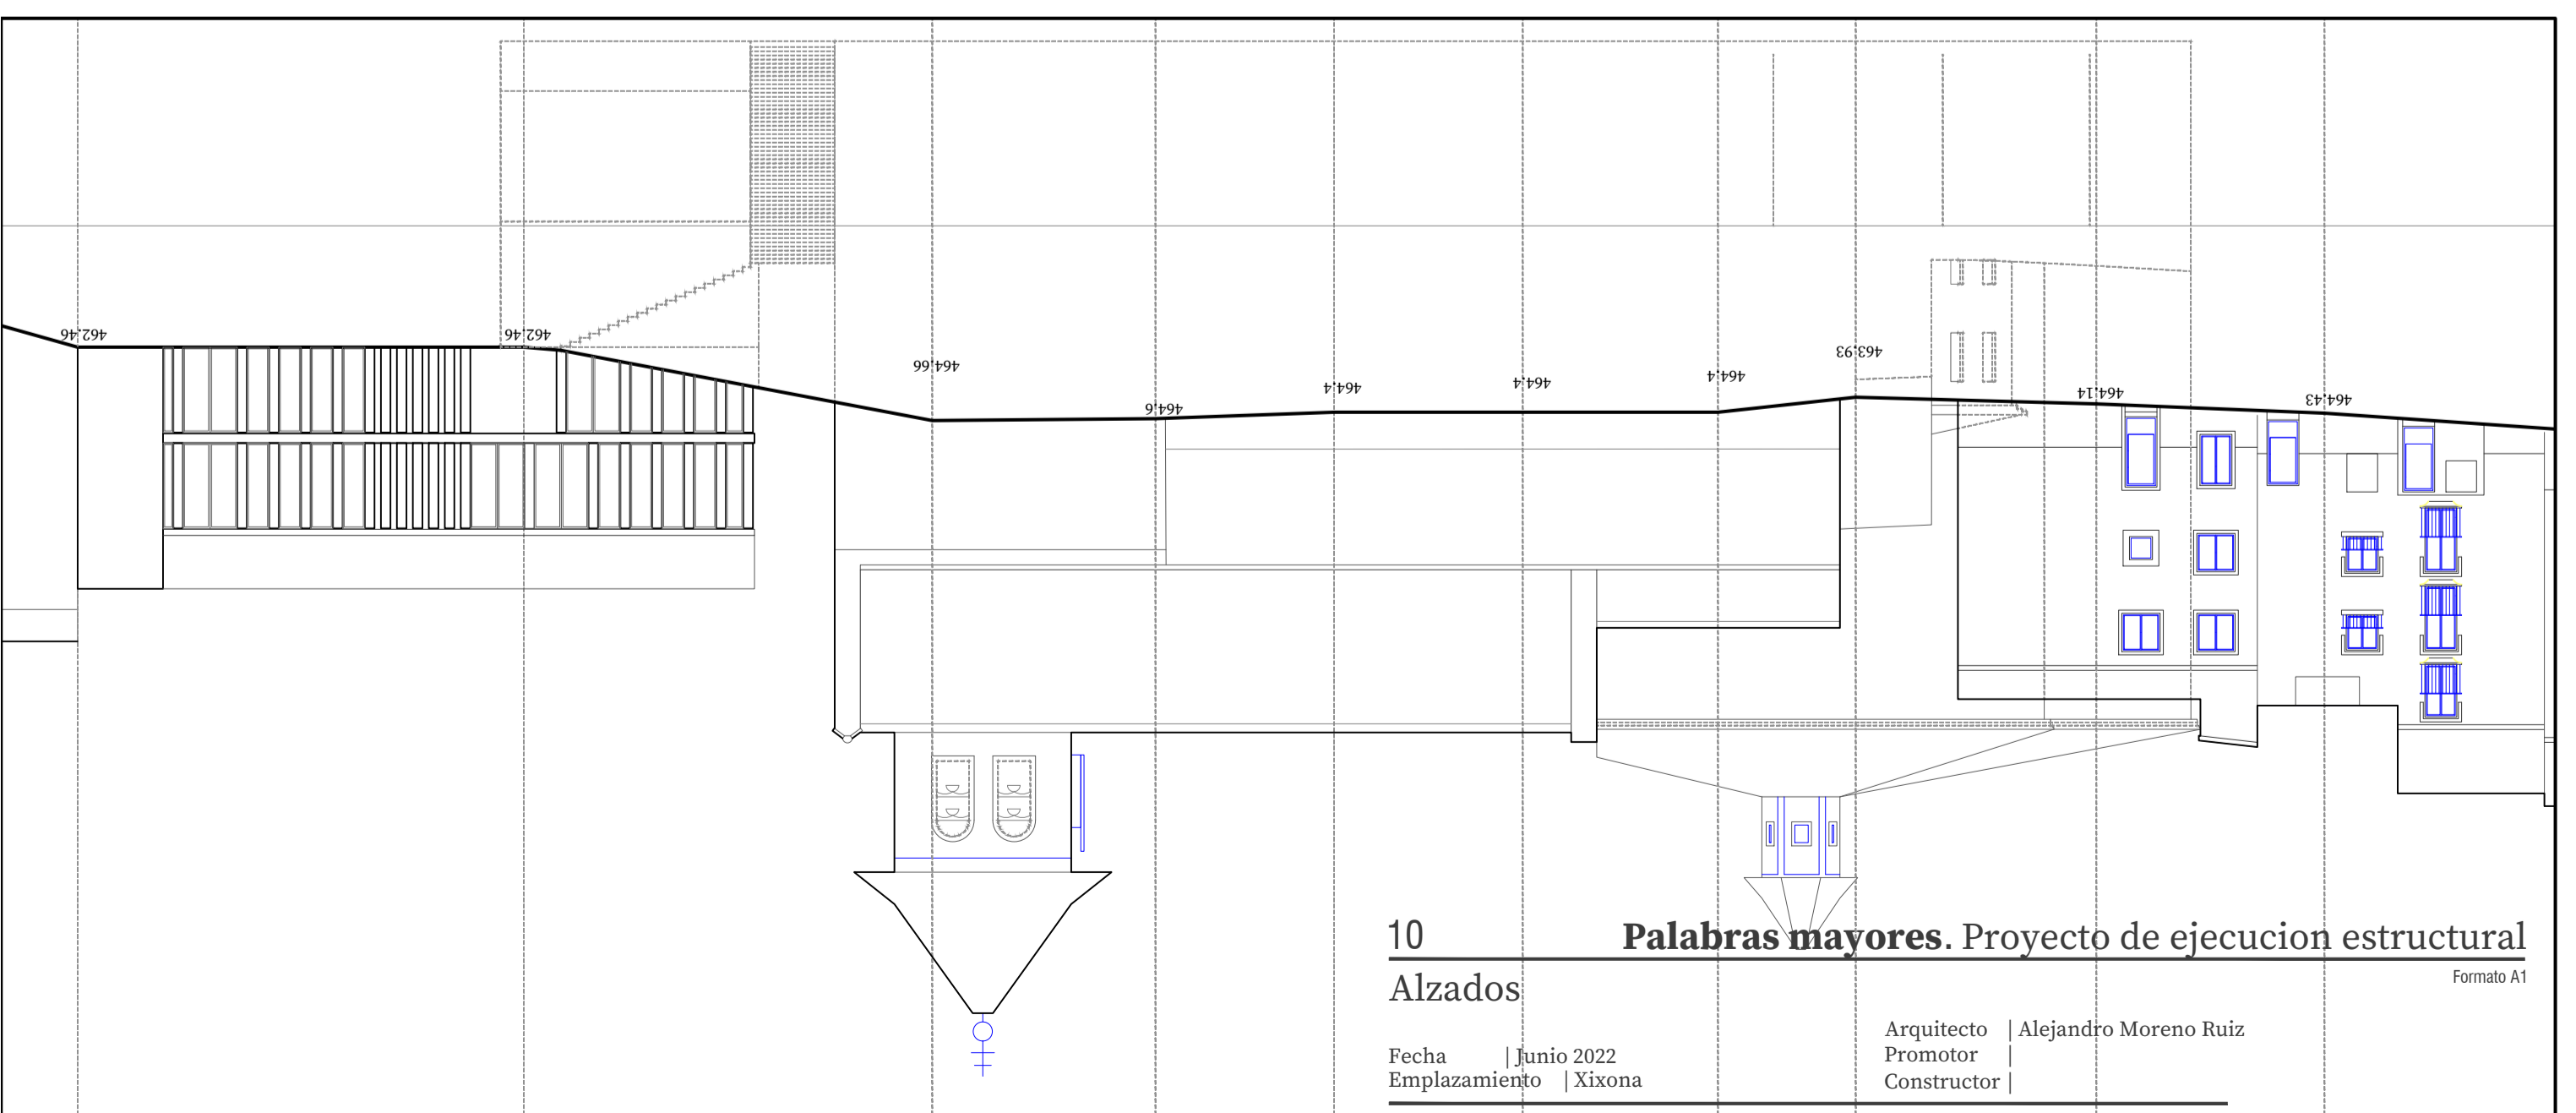 462.46
462.46
464.66
464.6
464.4
464.4
464.4
463.93
464.14
464.43
10
Palabras mayores. Proyecto de ejecucion estructural
Formato A1
Alzados
Fecha | Junio 2022
Emplazamiento | Xixona
Arquitecto | Alejandro Moreno Ruiz
Promotor |
Constructor |